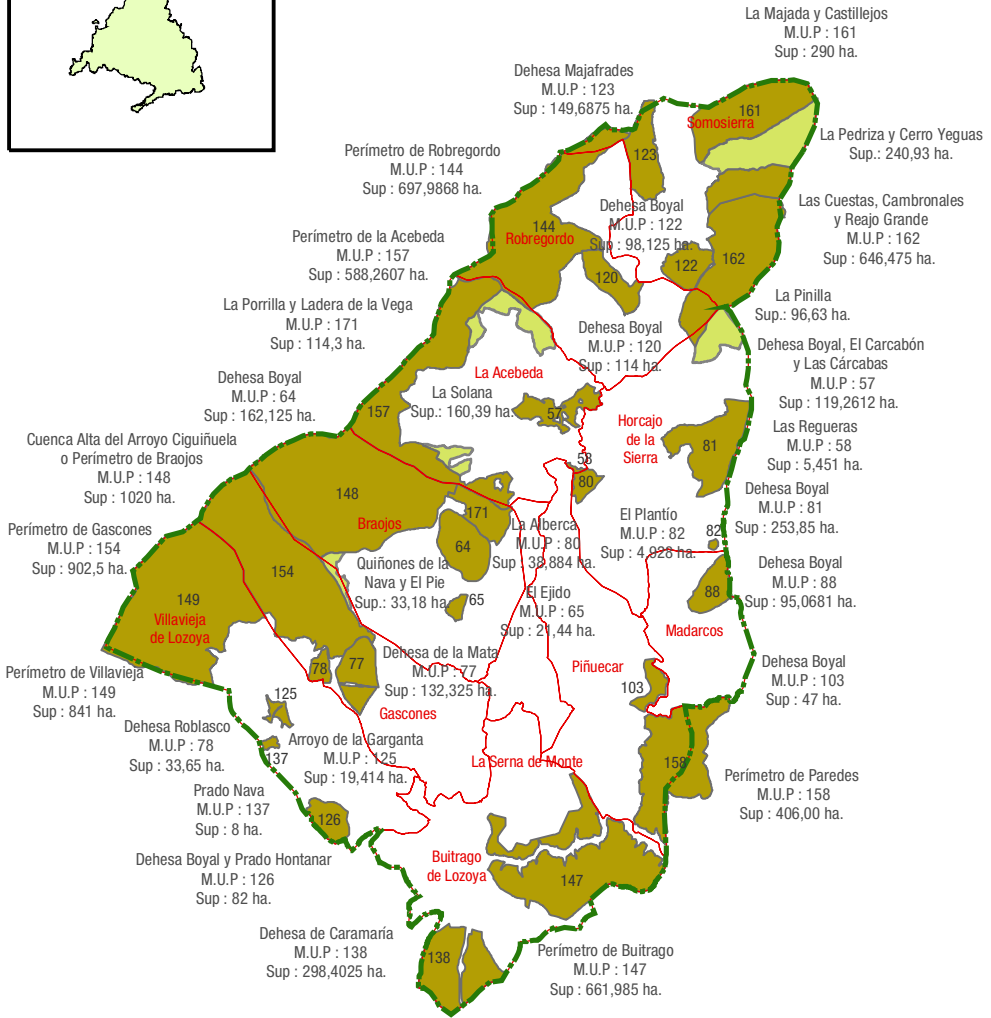 La Majada y Castillejos
M.U.P : 161
Sup : 290 ha.
Dehesa Majafrades
M.U.P : 123
Sup : 149,6875 ha.
161
Somosierra
La Pedriza y Cerro Yeguas
Sup.: 240,93 ha.
123
Perímetro de Robregordo
M.U.P : 144
Sup : 697,9868 ha.
Las Cuestas, Cambronales
y Reajo Grande
M.U.P : 162
Sup : 646,475 ha.
Dehesa Boyal
M.U.P : 122
Sup : 98,125 ha.
144
Robregordo
Perímetro de la Acebeda
M.U.P : 157
Sup : 588,2607 ha.
122
162
120
La Pinilla
Sup.: 96,63 ha.
La Porrilla y Ladera de la Vega
M.U.P : 171
Sup : 114,3 ha.
Dehesa Boyal
M.U.P : 120
Sup : 114 ha.
Dehesa Boyal, El Carcabón
y Las Cárcabas
M.U.P : 57
Sup : 119,2612 ha.
La Acebeda
Dehesa Boyal
M.U.P : 64
Sup : 162,125 ha.
La Solana
Sup.: 160,39 ha.
157
57
Horcajo
de la
Sierra
Las Regueras
M.U.P : 58
Sup : 5,451 ha.
81
Cuenca Alta del Arroyo Ciguiñuela
o Perímetro de Braojos
M.U.P : 148
Sup : 1020 ha.
58
80
148
Dehesa Boyal
M.U.P : 81
Sup : 253,85 ha.
Braojos
171
64
La Alberca
M.U.P : 80
Sup : 38,884 ha.
El Plantío
M.U.P : 82
Sup : 4,928 ha.
82
Perímetro de Gascones
M.U.P : 154
Sup : 902,5 ha.
154
Quiñones de la
Nava y El Pie
Sup.: 33,18 ha.
Dehesa Boyal
M.U.P : 88
Sup : 95,0681 ha.
88
149
Villavieja
de Lozoya
65
El Ejido
M.U.P : 65
Sup : 21,44 ha.
Madarcos
Perímetro de Villavieja
M.U.P : 149
Sup : 841 ha.
78
77
Dehesa de la Mata
M.U.P : 77
Sup : 132,325 ha.
Piñuecar
103
Dehesa Boyal
M.U.P : 103
Sup : 47 ha.
125
Gascones
Dehesa Roblasco
M.U.P : 78
Sup : 33,65 ha.
137
Arroyo de la Garganta
M.U.P : 125
Sup : 19,414 ha.
La Serna de Monte
158
Perímetro de Paredes
M.U.P : 158
Sup : 406,00 ha.
Prado Nava
M.U.P : 137
Sup : 8 ha.
126
Dehesa Boyal y Prado Hontanar
M.U.P : 126
Sup : 82 ha.
Buitrago
de Lozoya
147
Dehesa de Caramaría
M.U.P : 138
Sup : 298,4025 ha.
138
Perímetro de Buitrago
M.U.P : 147
Sup : 661,985 ha.